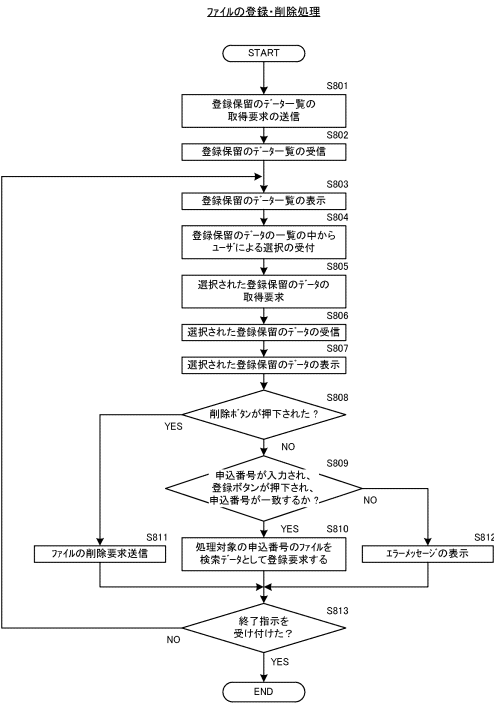 ファイルの登録・削除処理
START
S801
登録保留のデータ一覧の
取得要求の送信
S802
登録保留のデータ一覧の受信
S803
登録保留のデータ一覧の表示
S804
登録保留のデータの一覧の中から
ユーザによる選択の受付
S805
選択された登録保留のデータの
取得要求
S806
選択された登録保留のデータの受信
S807
選択された登録保留のデータの表示
S808
削除ボタンが押下された?
YES
NO
S809
申込番号が入力され、
登録ボタンが押下され、
申込番号が一致するか?
NO
YES
S811
ファイルの削除要求送信
S810
処理対象の申込番号のファイルを
検索データとして登録要求する
S812
エラーメッセージの表示
S813
終了指示を
受け付けた?
NO
YES
END